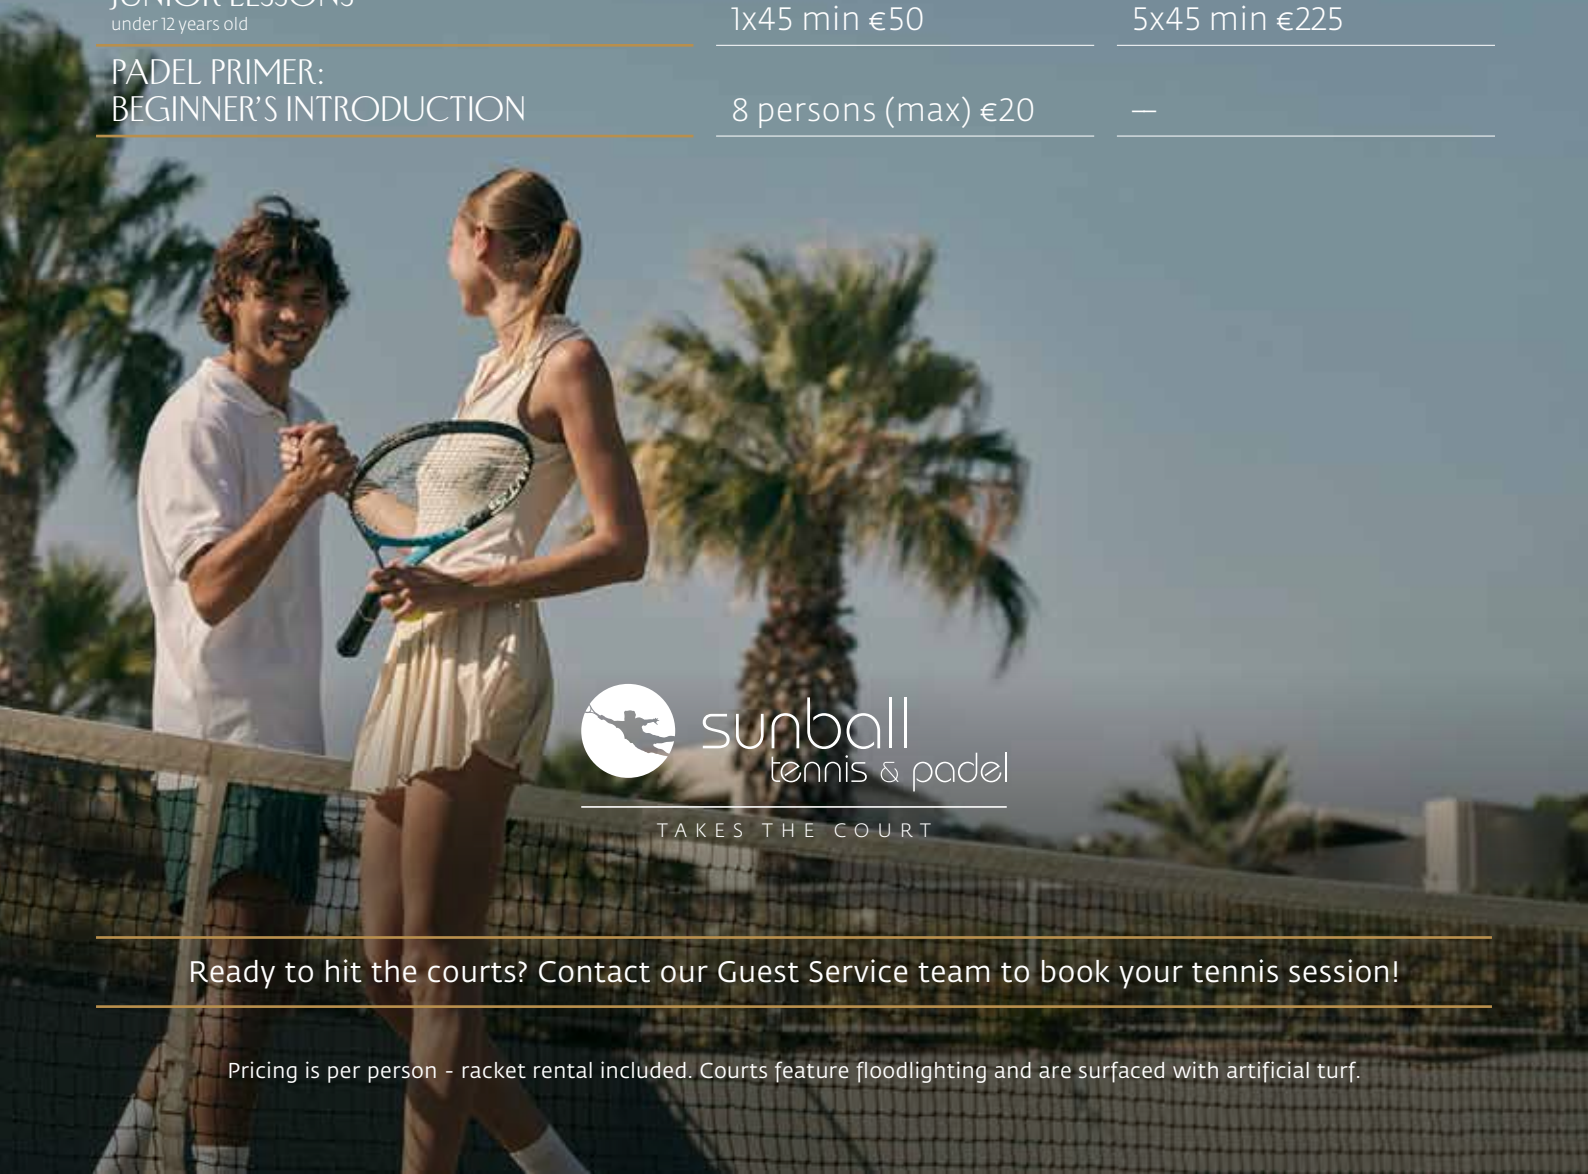 JUNIOR LESSONS
under 12 years old
1x45 min €50
5x45 min €225
PADEL PRIMER:
BEGINNER'S INTRODUCTION
8 persons (max) €20
—
sunball
tennis & padel
TAKES THE COURT
Ready to hit the courts? Contact our Guest Service team to book your tennis session!
Pricing is per person - racket rental included. Courts feature floodlighting and are surfaced with artificial turf.